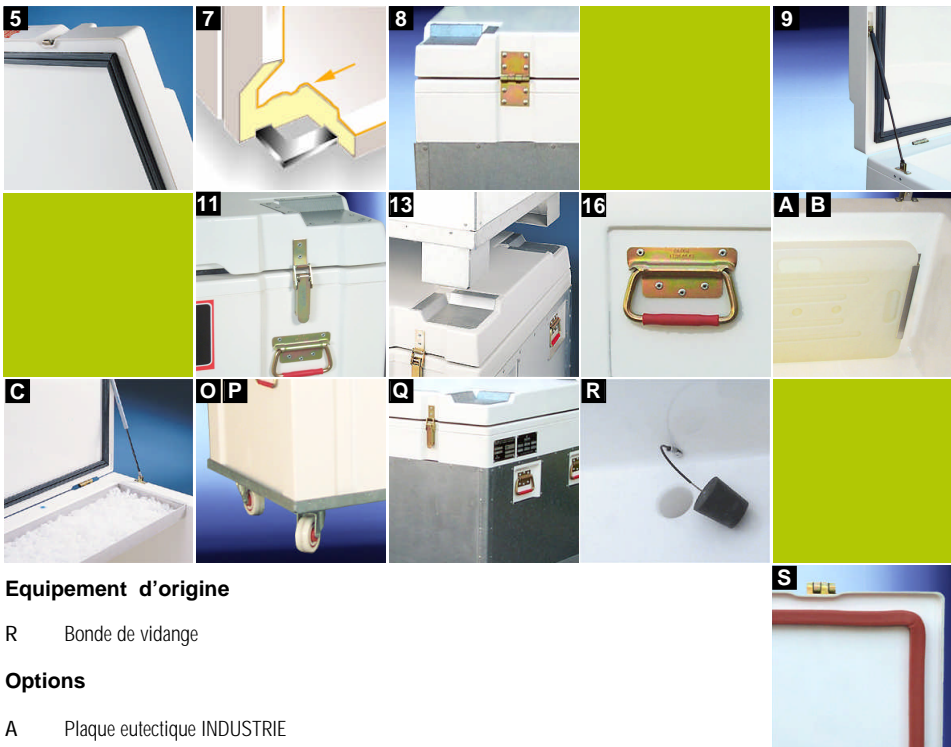 5
7
8
9
11
13
16
A B
C
O P
Q
R
S
Equipement d'origine
R Bonde de vidange
Options
A Plaque eutectique INDUSTRIE